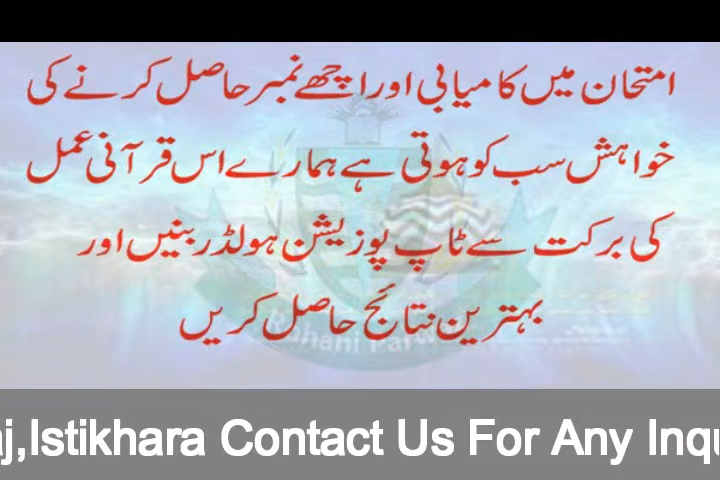 امتحان میں کامیابی اور اچھے نمبر حاصل کرنے کی
خواہش سب کو ہوتی ہے ہمارے اس قرآنی عمل
کی برکت سے ٹاپ پوزیشن ہولڈر بنیں اور
بہترین نتائج حاصل کریں
Rohani
j,Istikhara Contact Us For Any Inqu